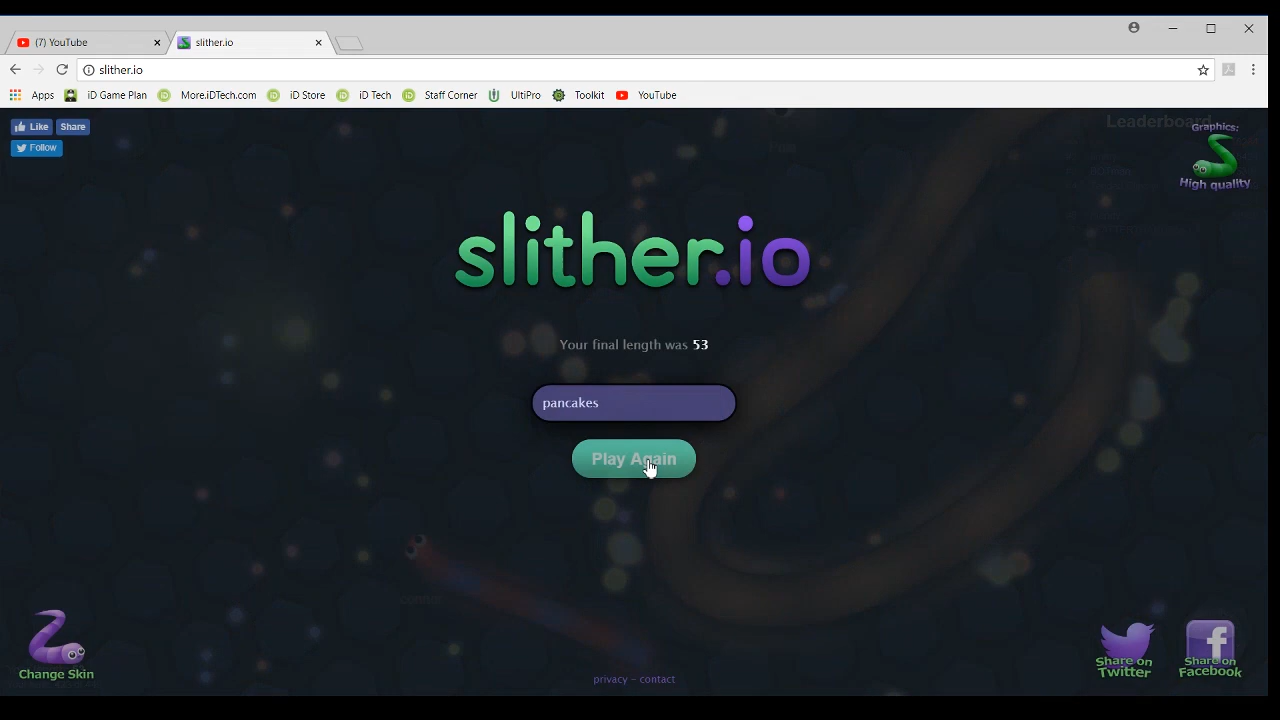 (7) YouTube
slither.io
slither.io
Apps iD Game Plan More.iDTech.com iD Store iD Tech Staff Corner UltiPro Toolkit YouTube
Like Share
Follow
Leaderboard
Graphics:
High quality
slither.io
Your final length was 53
pancakes
Play Again
Change Skin
Share on
Twitter
Share on
Facebook
privacy - contact